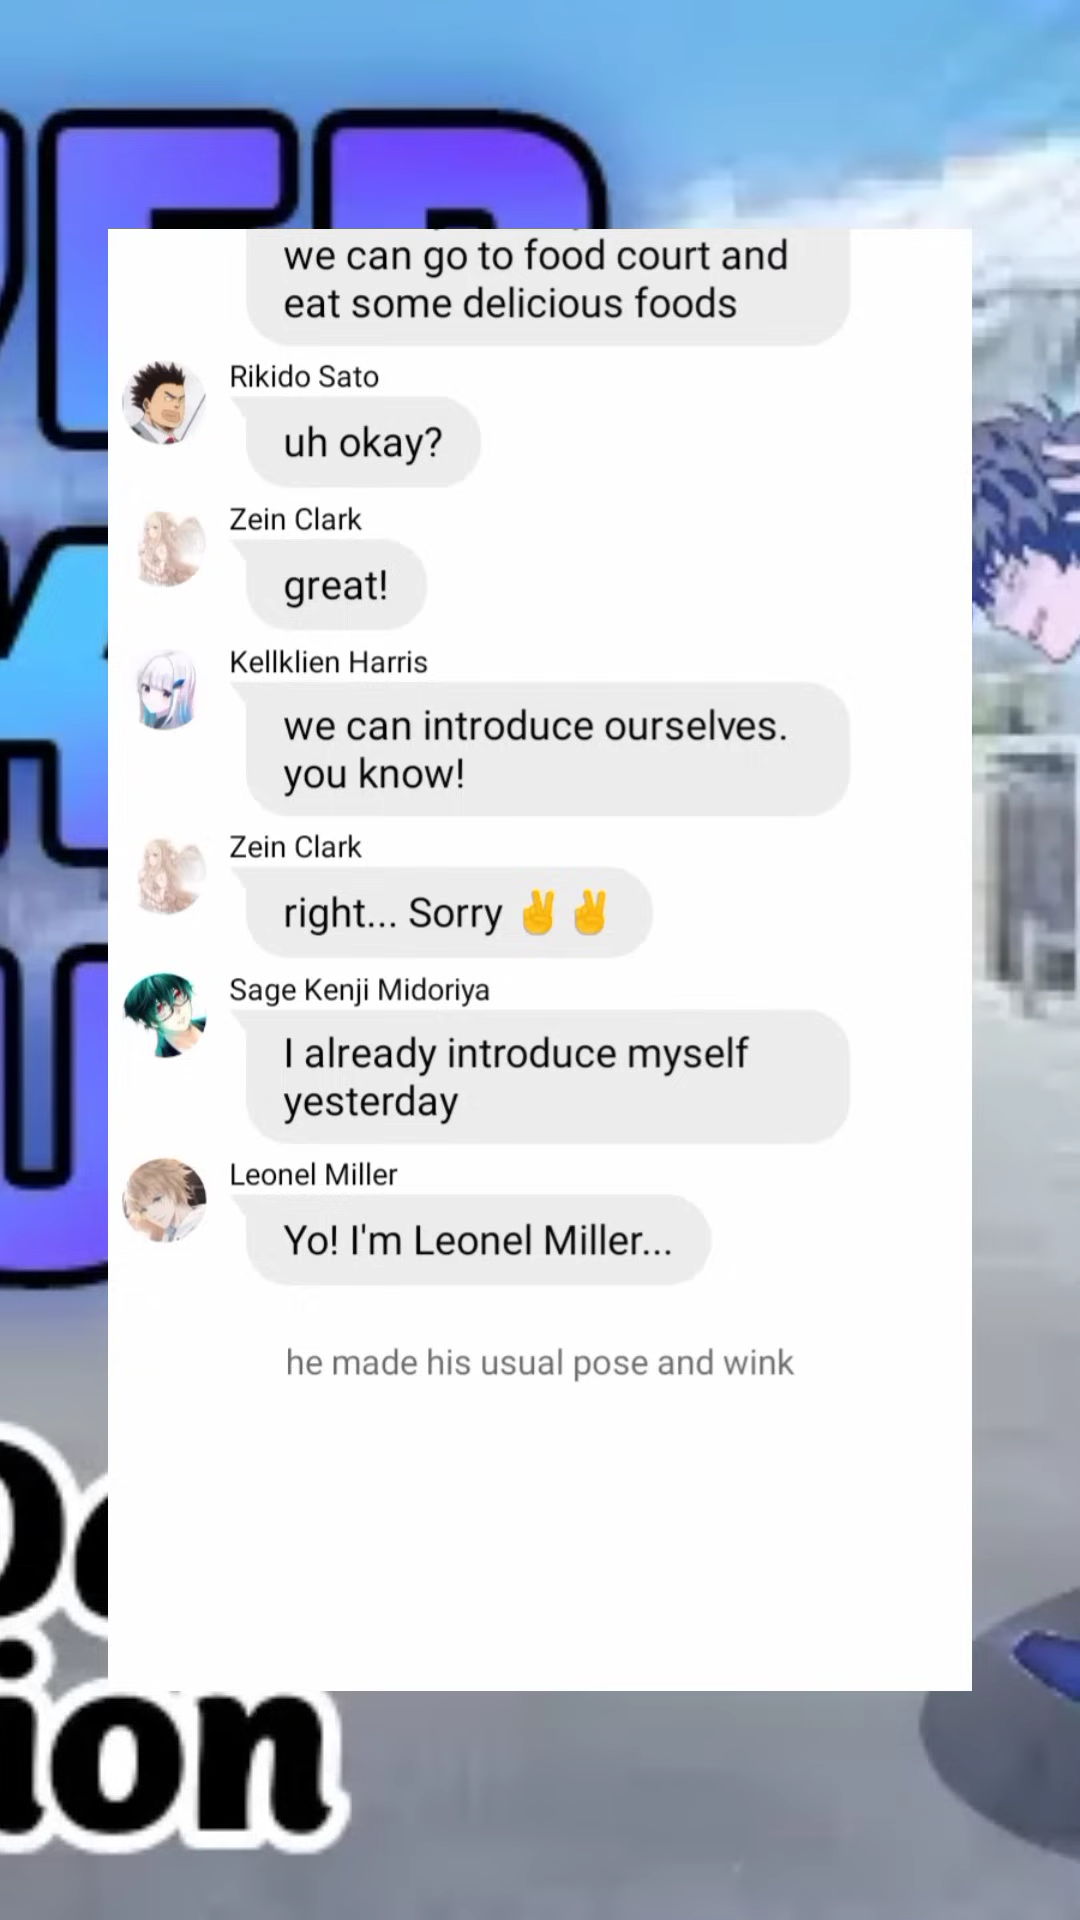 we can go to food court and
eat some delicious foods
Rikido Sato
uh okay?
Zein Clark
great!
Kellklien Harris
we can introduce ourselves.
you know!
Zein Clark
right... Sorry ✌️✌️
Sage Kenji Midoriya
I already introduce myself
yesterday
Leonel Miller
Yo! I'm Leonel Miller...
he made his usual pose and wink
ion